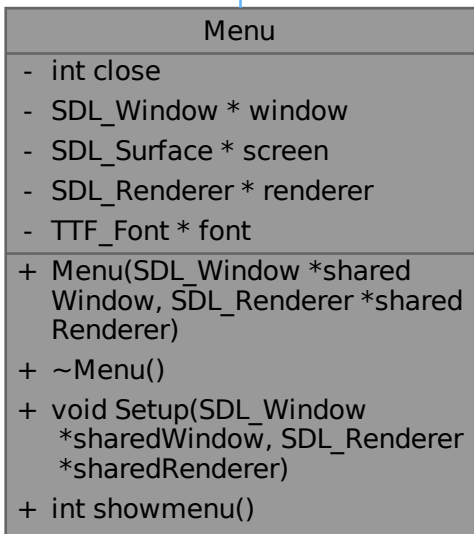 Menu
- int close
- SDL_Window * window
- SDL_Surface * screen
- SDL_Renderer * renderer
- TTF_Font * font
+ Menu(SDL_Window *shared
Window, SDL_Renderer *shared
Renderer)
+ ~Menu()
+ void Setup(SDL_Window
*sharedWindow, SDL_Renderer
*sharedRenderer)
+ int showmenu()